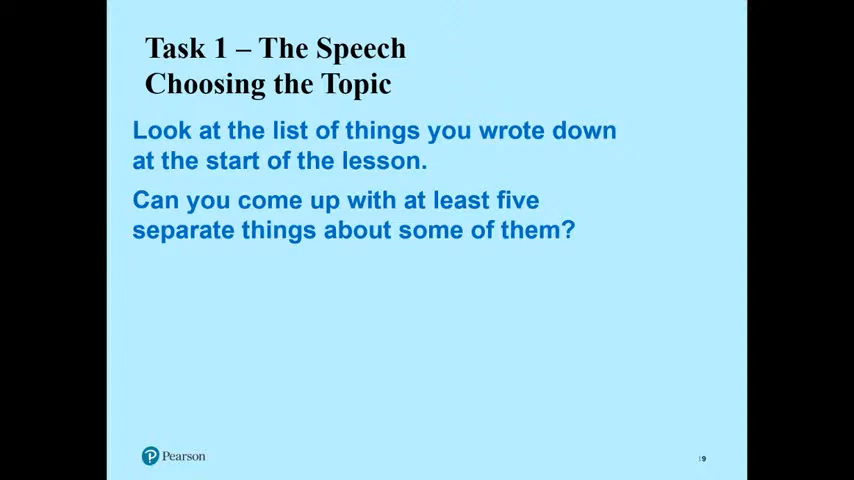 Task 1 – The Speech
Choosing the Topic
Look at the list of things you wrote down
at the start of the lesson.
Can you come up with at least five
separate things about some of them?
Pearson
9